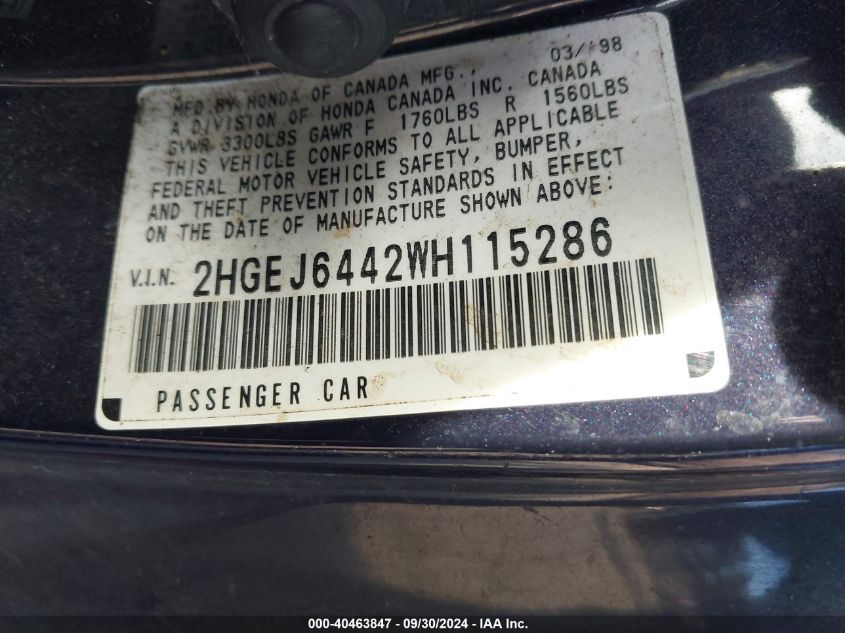 03/'98
MFD.BY HONDA OF CANADA MFG.,
A DIVISION OF HONDA CANADA INC. CANADA
GVWR 3300LBS GAWR F 1760LBS R 1560LBS
THIS VEHICLE CONFORMS TO ALL APPLICABLE
FEDERAL MOTOR VEHICLE SAFETY, BUMPER,
AND THEFT PREVENTION STANDARDS IN EFFECT
ON THE DATE OF MANUFACTURE SHOWN ABOVE:
V.I.N. 2HGEJ6442WH115286
PASSENGER CAR
000-40463847 — 09/30/2024 — IAA Inc.